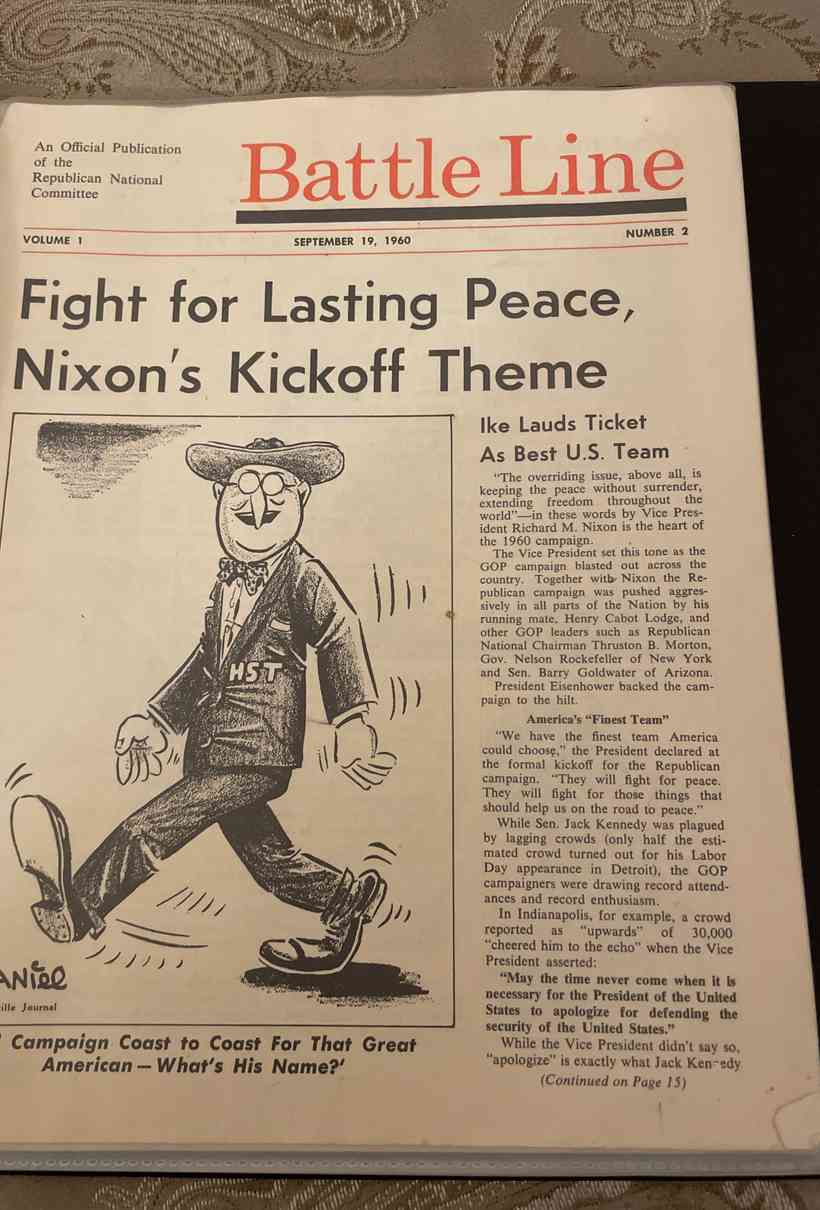 An Official Publication
of the
Republican National
Committee
Battle Line
VOLUME 1
SEPTEMBER 19, 1960
NUMBER 2
Fight for Lasting Peace,
Nixon's Kickoff Theme
HST
ille Journal
Campaign Coast to Coast For That Great
American — What's His Name?'
Ike Lauds Ticket
As Best U.S. Team
"The overriding issue, above all, is
keeping the peace without surrender,
extending freedom throughout the
world"—in these words by Vice Pres-
ident Richard M. Nixon is the heart of
the 1960 campaign.
The Vice President set this tone as the
GOP campaign blasted out across the
country. Together with Nixon the Re-
publican campaign was pushed aggres-
sively in all parts of the Nation by his
running mate, Henry Cabot Lodge, and
other GOP leaders such as Republican
National Chairman Thruston B. Morton,
Gov. Nelson Rockefeller of New York
and Sen. Barry Goldwater of Arizona.
President Eisenhower backed the cam-
paign to the hilt.
America's "Finest Team"
"We have the finest team America
could choose," the President declared at
the formal kickoff for the Republican
campaign. "They will fight for peace.
They will fight for those things that
should help us on the road to peace."
While Sen. Jack Kennedy was plagued
by lagging crowds (only half the esti-
mated crowd turned out for his Labor
Day appearance in Detroit), the GOP
campaigners were drawing record attend-
ances and record enthusiasm.
In Indianapolis, for example, a crowd
reported as "upwards" of 30,000
"cheered him to the echo" when the Vice
President asserted:
"May the time never come when it is
necessary for the President of the United
States to apologize for defending the
security of the United States."
While the Vice President didn't say so,
"apologize" is exactly what Jack Kennedy
(Continued on Page 15)